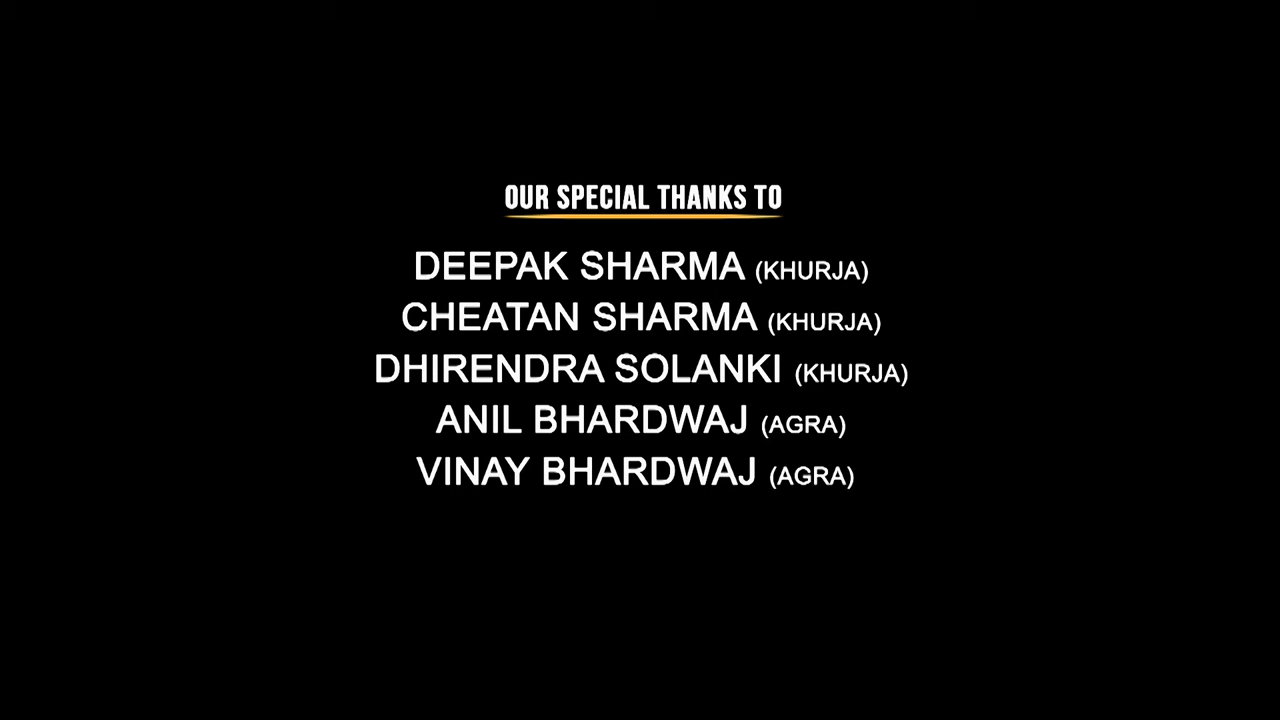 OUR SPECIAL THANKS TO
DEEPAK SHARMA (KHURJA)
CHEATAN SHARMA (KHURJA)
DHIRENDRA SOLANKI (KHURJA)
ANIL BHARDWAJ (AGRA)
VINAY BHARDWAJ (AGRA)